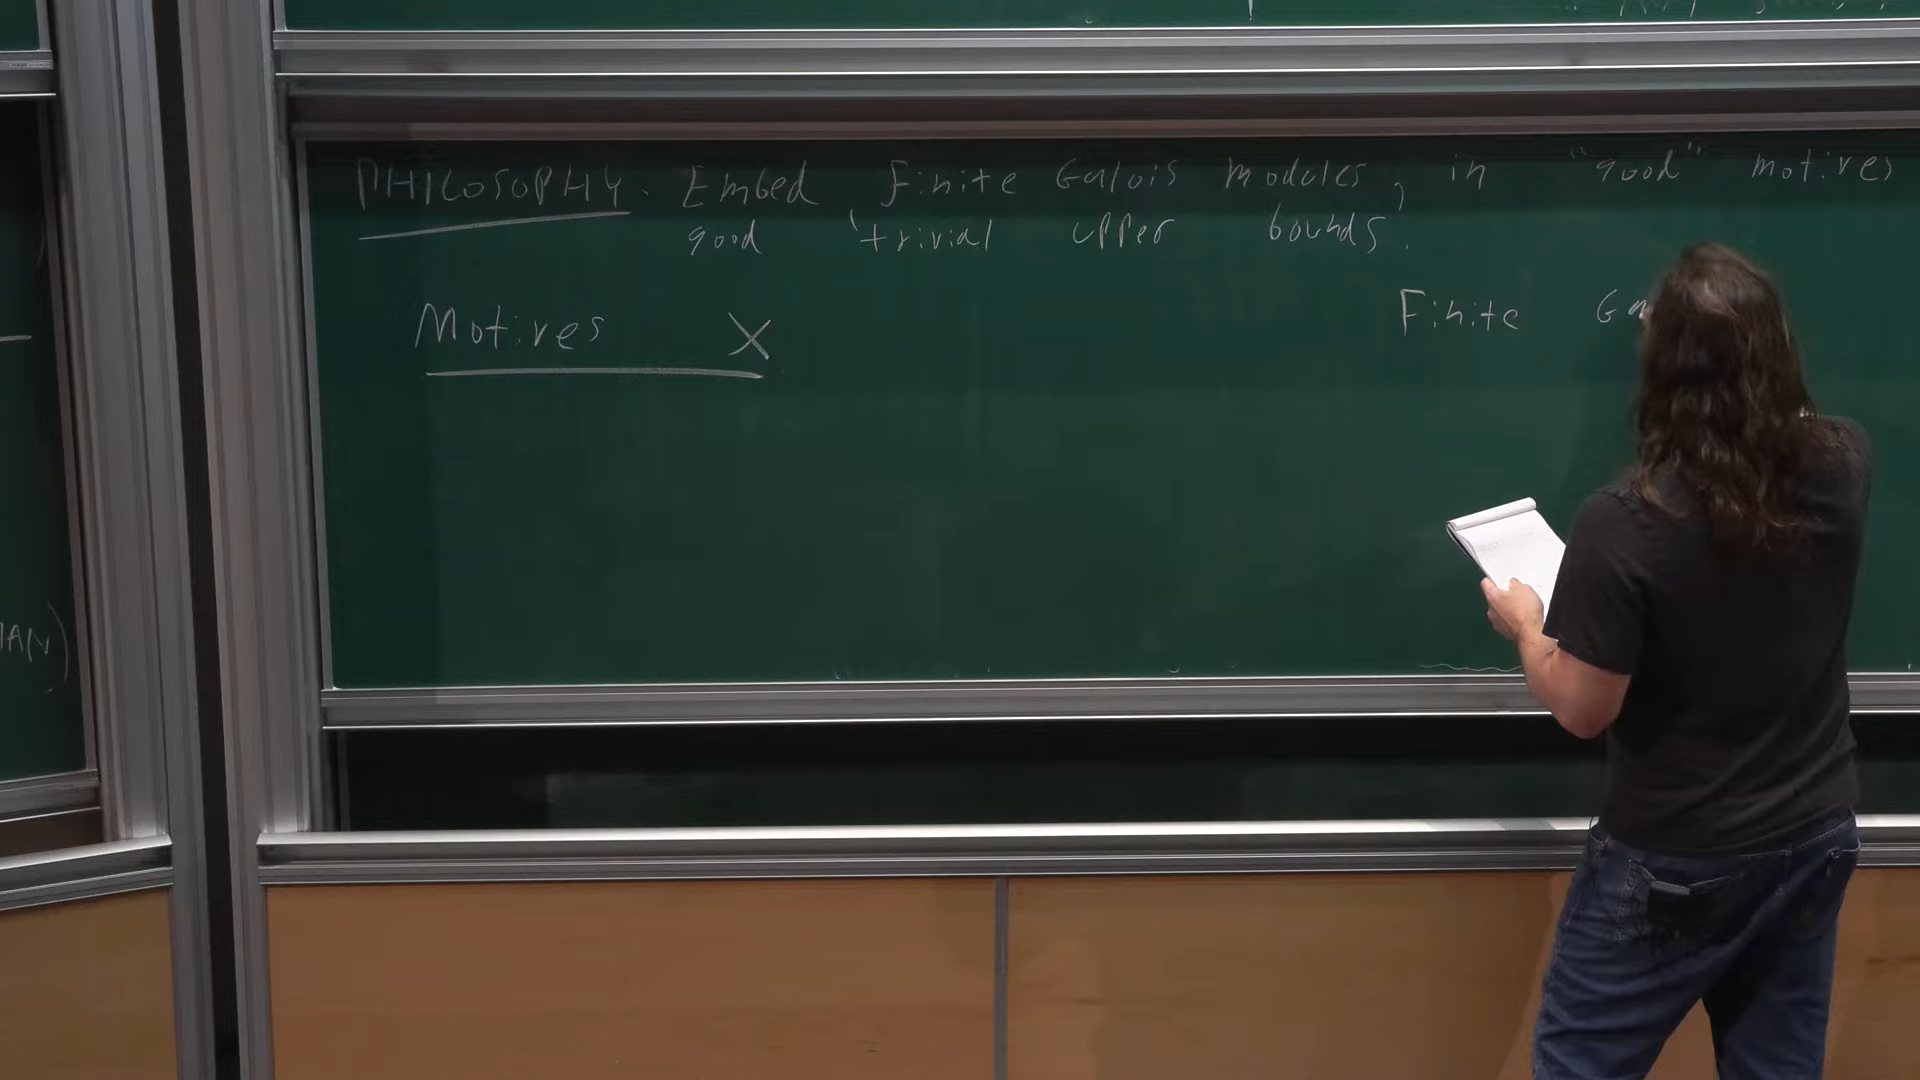 PHILOSOPHY. Embed finite Galois modules, in "good" motives
good 'trivial upper bounds'.
Motives X
Finite Ga